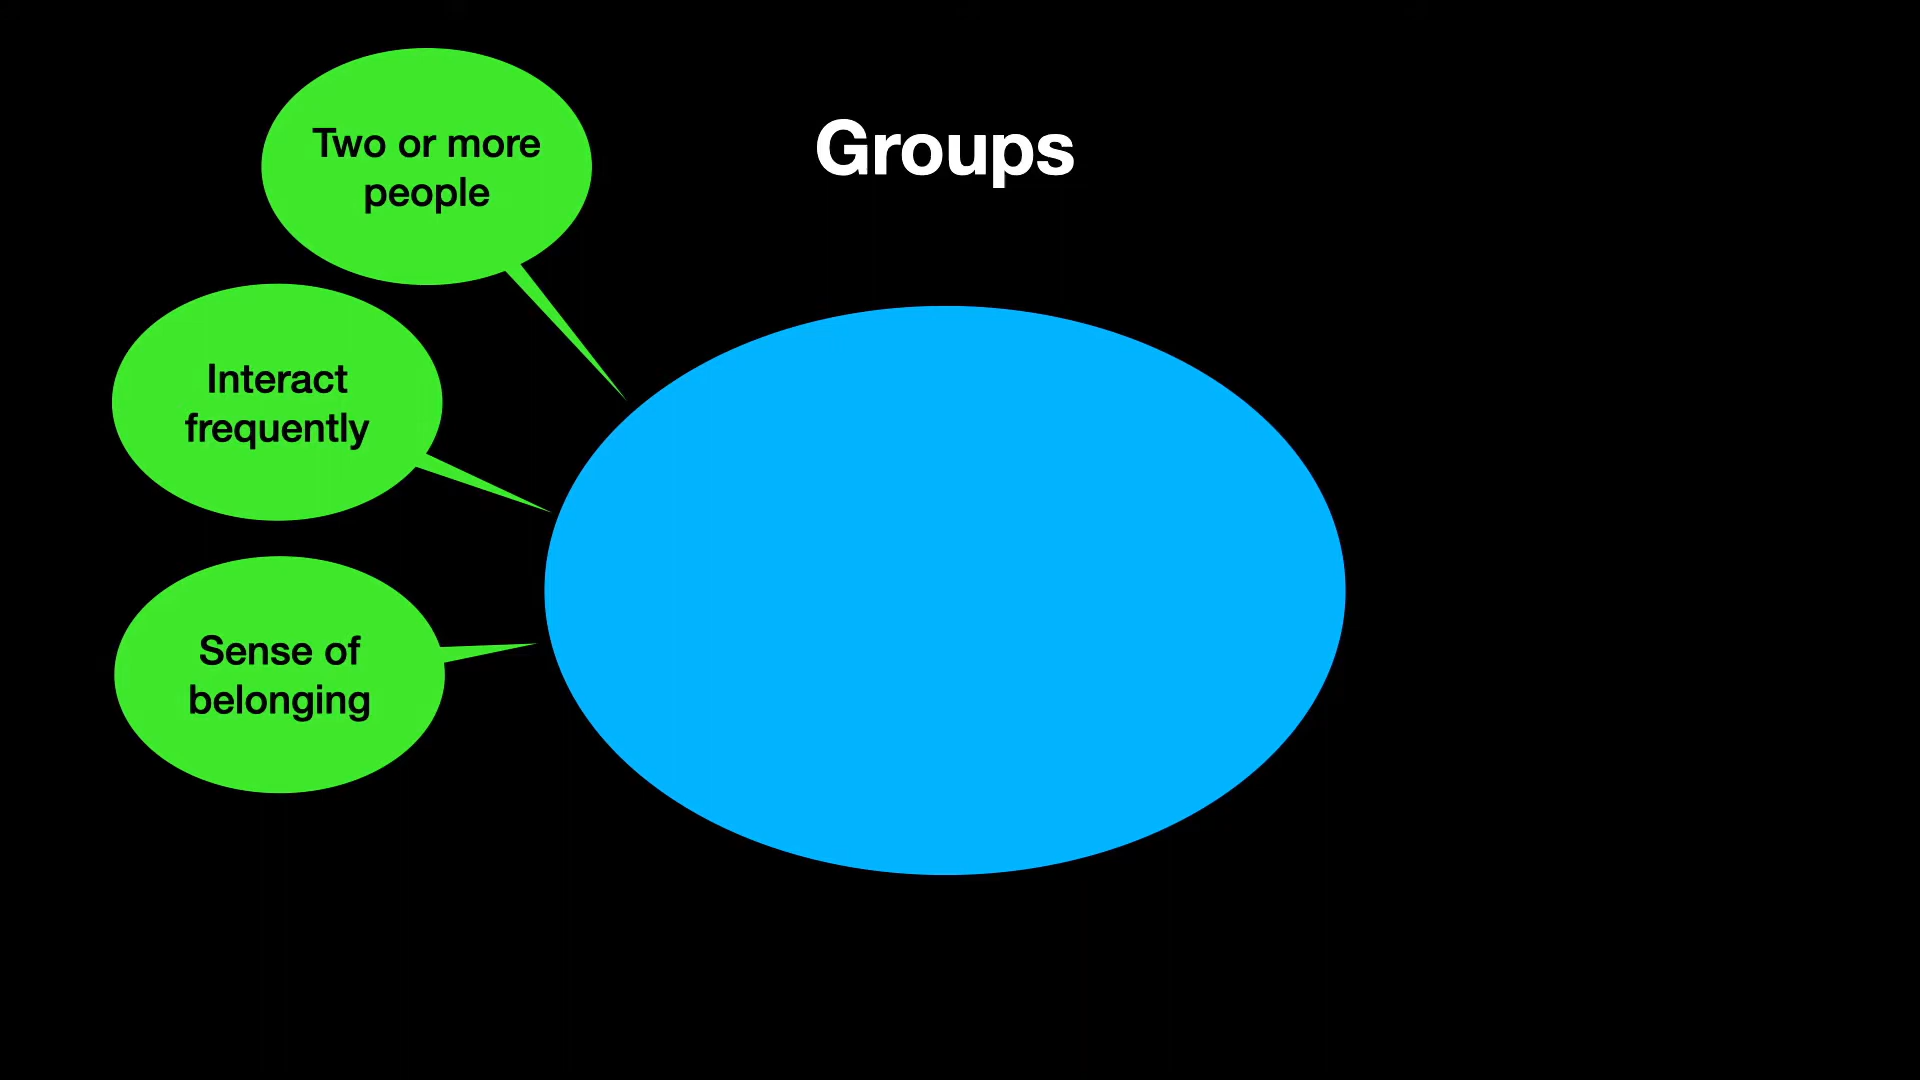 Groups
Two or more
people
Interact
frequently
Sense of
belonging